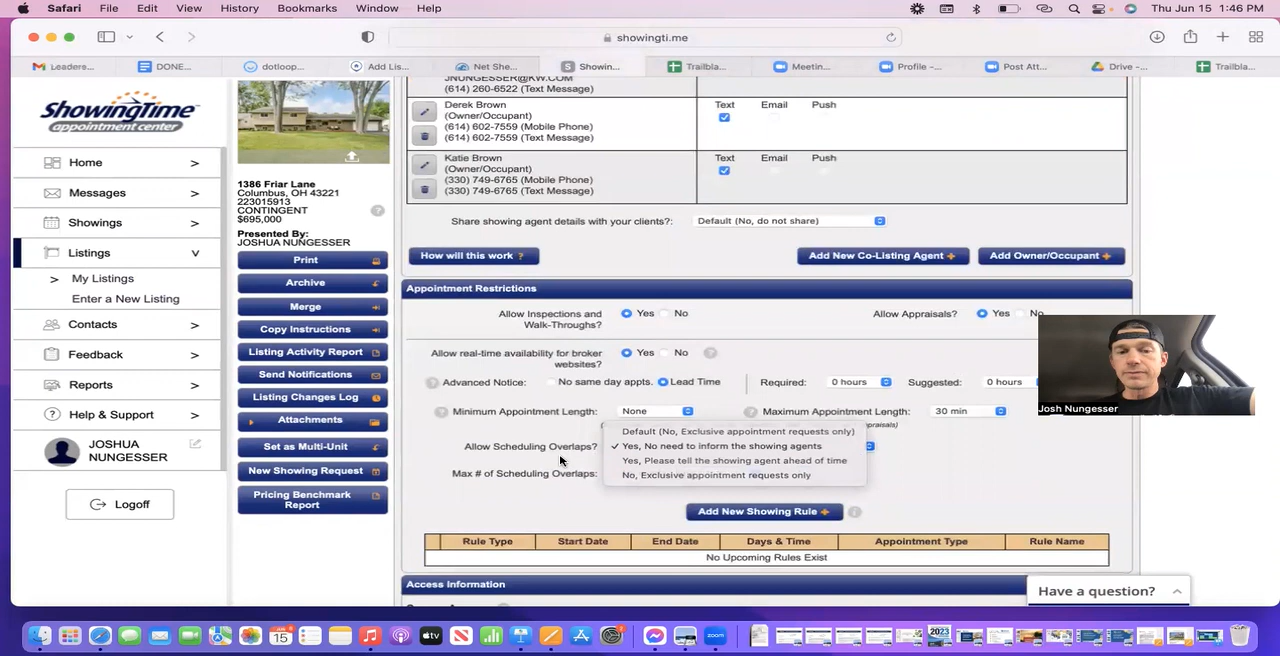 Safari File Edit View History Bookmarks Window Help Thu Jun 15 1:46 PM
showingti.me
Leaders... DONE... dotloop... Add Lis... Net She... Showin... Trailbla... Meetin... Profile -... Post Att... Drive -... Trailbla...
ShowingTime
appointment center
Home >
Messages >
Showings >
Listings v
> My Listings
Enter a New Listing
Contacts >
Feedback >
Reports >
Help & Support >
JOSHUA
NUNGESSER
Logoff
1386 Friar Lane
Columbus, OH 43221
223015913
CONTINGENT
$695,000
Presented By:
JOSHUA NUNGESSER
Print
Archive
Merge
Copy Instructions
Listing Activity Report
Send Notifications
Listing Changes Log
Attachments
Set as Multi-Unit
New Showing Request
Pricing Benchmark
Report
JNUNGESSER@KW.COM
(614) 260-6522 (Text Message)
Derek Brown
(Owner/Occupant)
(614) 602-7559 (Mobile Phone)
(614) 602-7559 (Text Message)
Text Email Push
Katie Brown
(Owner/Occupant)
(330) 749-6765 (Mobile Phone)
(330) 749-6765 (Text Message)
Text Email Push
Share showing agent details with your clients?: Default (No, do not share)
How will this work ? Add New Co-Listing Agent + Add Owner/Occupant +
Appointment Restrictions
Allow Inspections and
Walk-Throughs? Yes No Allow Appraisals? Yes No
Allow real-time availability for broker
websites? Yes No
Advanced Notice: No same day appts. Lead Time Required: 0 hours Suggested: 0 hours
Minimum Appointment Length: None Maximum Appointment Length: 30 min
Allow Scheduling Overlaps?
Default (No, Exclusive appointment requests only)
✓ Yes, No need to inform the showing agents
Yes, Please tell the showing agent ahead of time
No, Exclusive appointment requests only
Max # of Scheduling Overlaps:
Add New Showing Rule +
Rule Type Start Date End Date Days & Time Appointment Type Rule Name
No Upcoming Rules Exist
Access Information
Have a question?
Josh Nungesser
15
2023
zoom